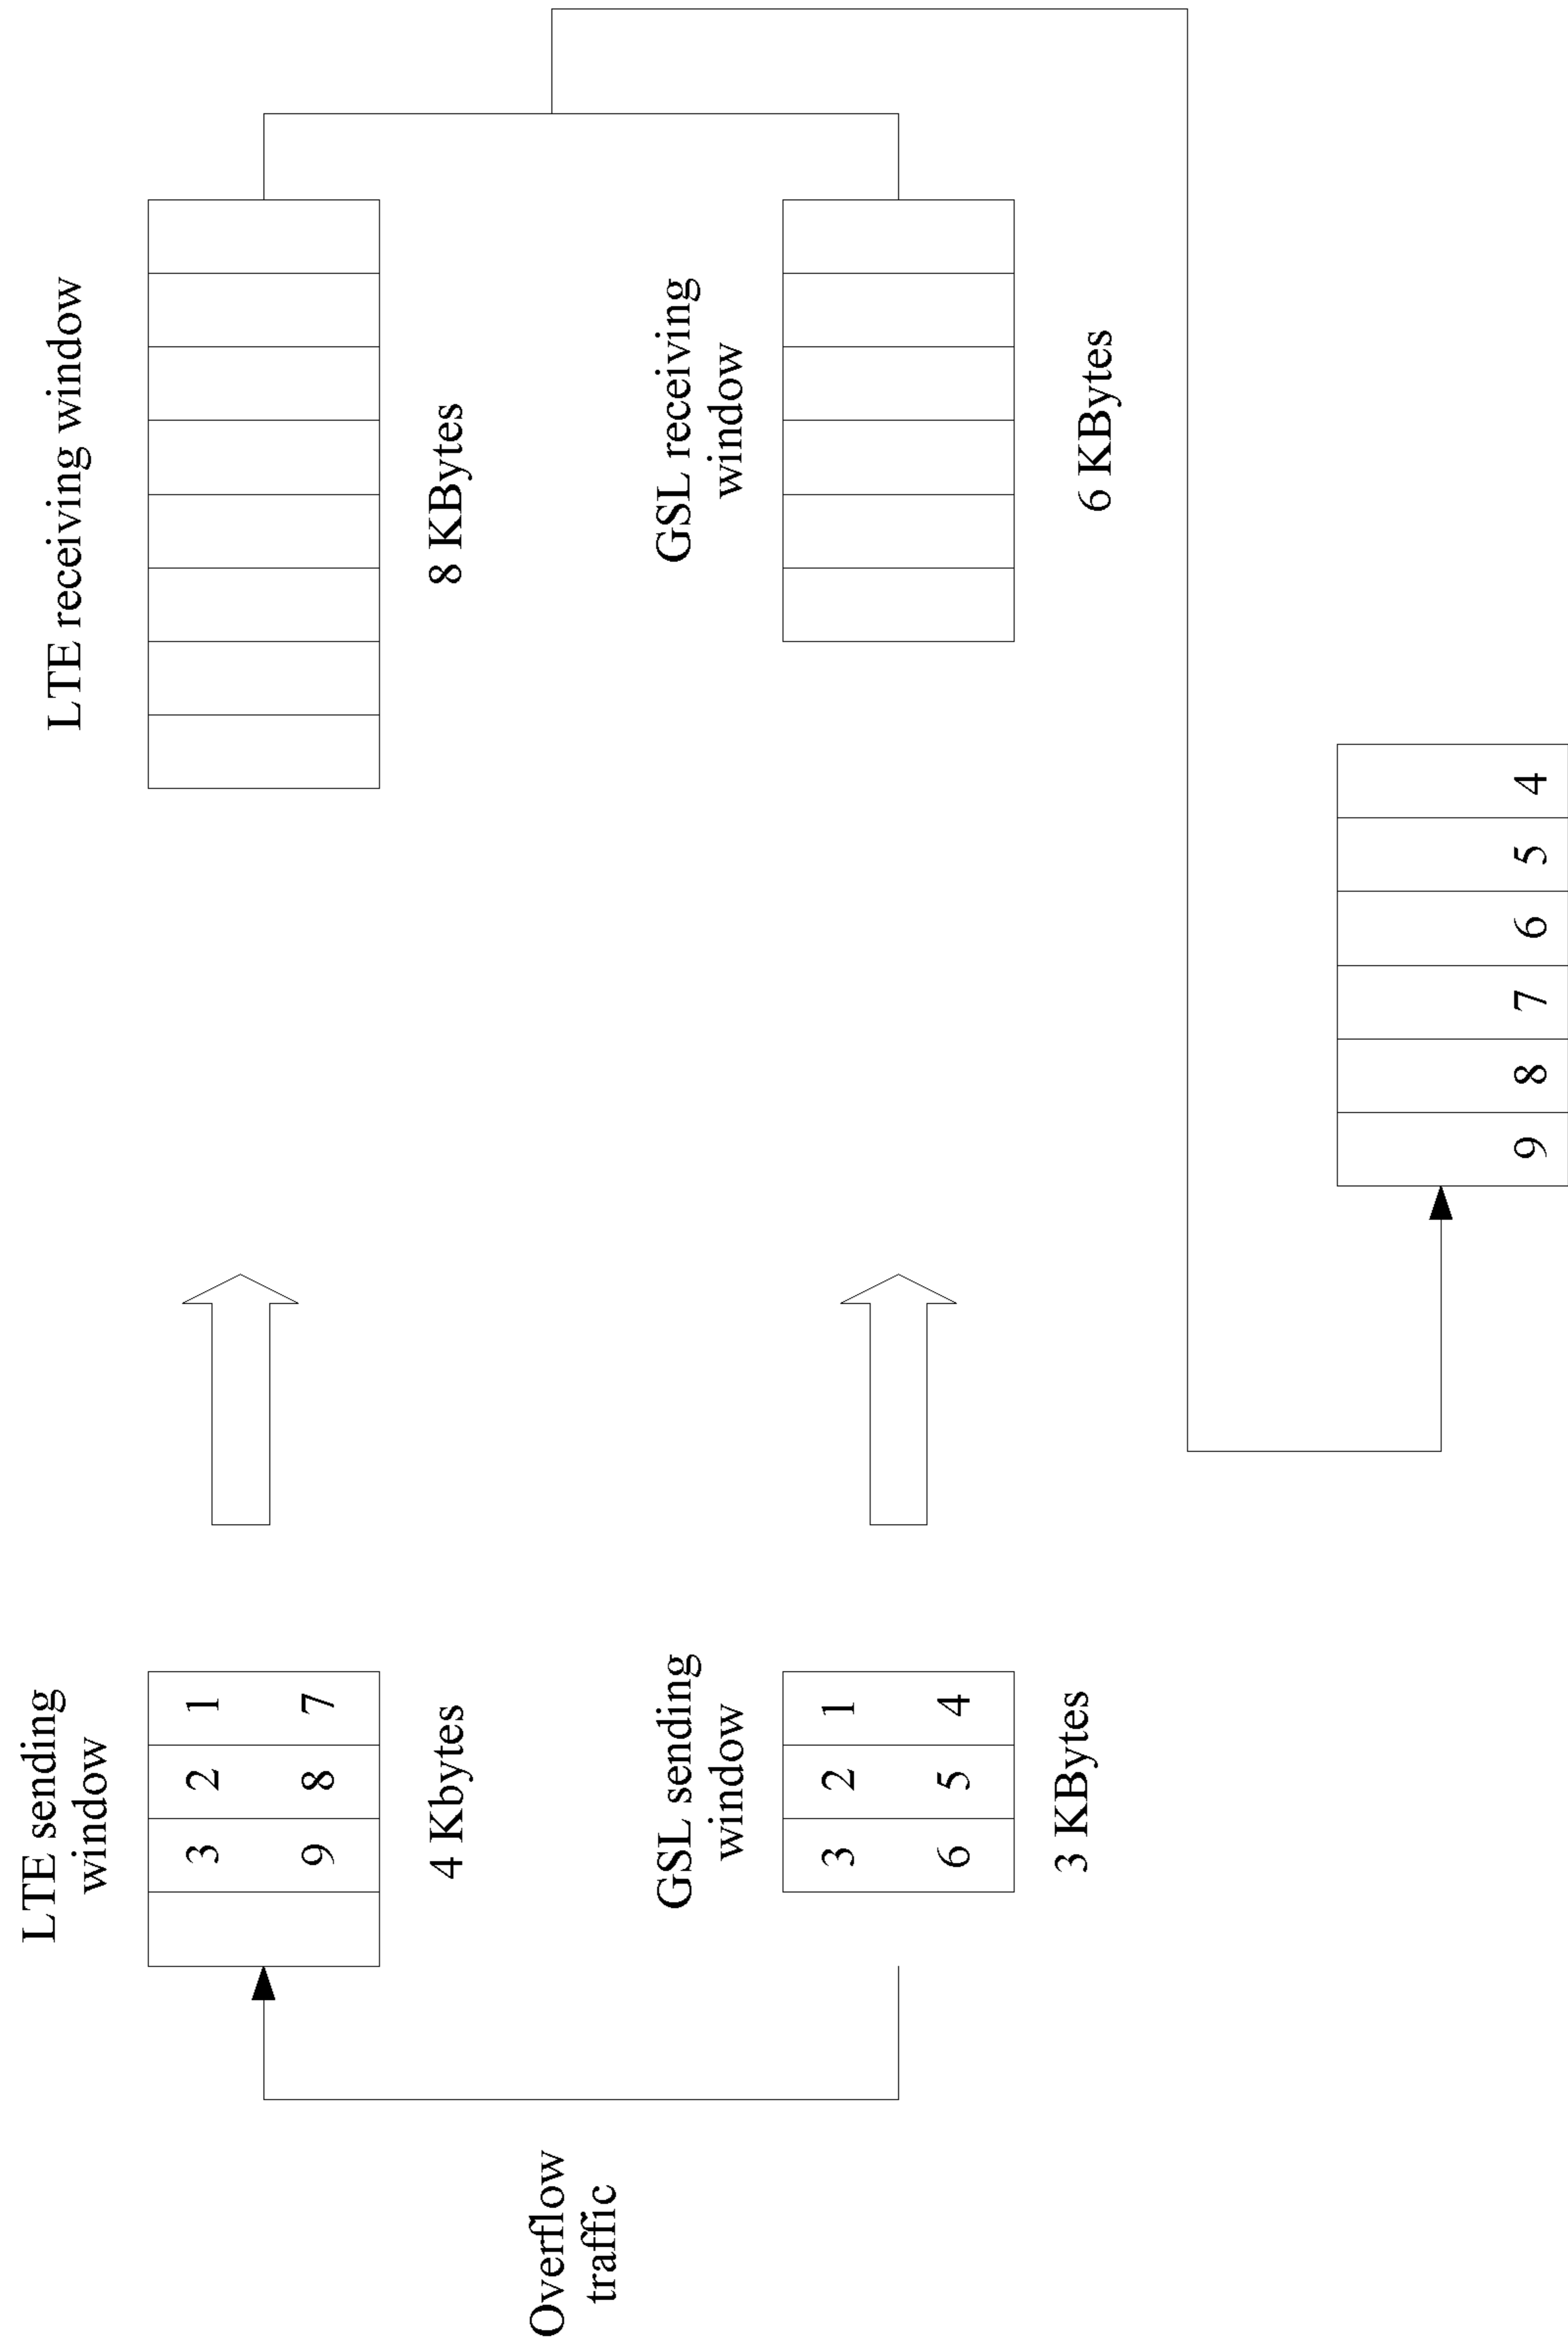 LTE sending
window
3 2 1
9 8 7
4 Kbytes
LTE receiving window
8 KBytes
Overflow
traffic
GSL sending
window
3 2 1
6 5 4
3 KBytes
GSL receiving
window
6 KBytes
9 8 7 6 5 4